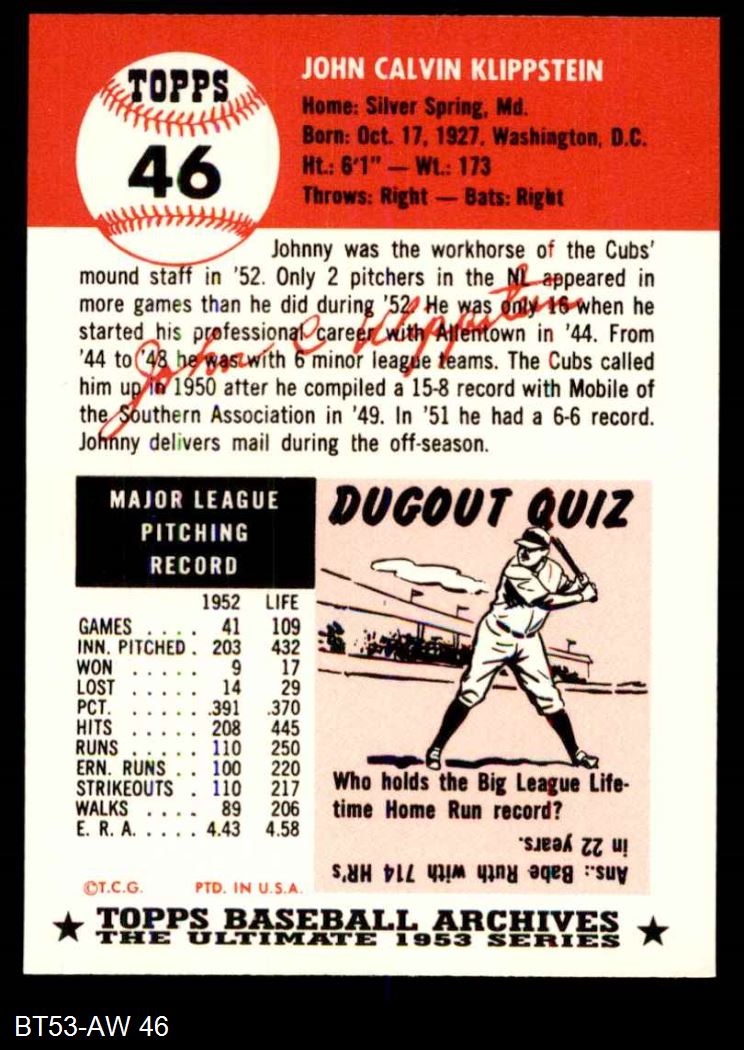 TOPPS
46
JOHN CALVIN KLIPPSTEIN
Home: Silver Spring, Md.
Born: Oct. 17, 1927, Washington, D.C.
Ht.: 6'1" — Wt.: 173
Throws: Right — Bats: Right
Johnny was the workhorse of the Cubs'
mound staff in '52. Only 2 pitchers in the NL appeared in
more games than he did during '52. He was only 16 when he
started his professional career with Allentown in '44. From
'44 to '48 he was with 6 minor league teams. The Cubs called
him up in 1950 after he compiled a 15-8 record with Mobile of
the Southern Association in '49. In '51 he had a 6-6 record.
Johnny delivers mail during the off-season.
John C Klippstein
MAJOR LEAGUE
PITCHING
RECORD
1952 LIFE
GAMES . . . . 41 109
INN. PITCHED . 203 432
WON . . . . . 9 17
LOST . . . . . 14 29
PCT. . . . . . .391 .370
HITS . . . . . 208 445
RUNS . . . . . 110 250
ERN. RUNS . . 100 220
STRIKEOUTS . 110 217
WALKS . . . . 89 206
E. R. A. . . . . . 4.43 4.58
©T.C.G. PTD. IN U.S.A.
DUGOUT QUIZ
Who holds the Big League Life-
time Home Run record?
Ans.: Babe Ruth with 714 HR's
in 22 years.
★ TOPPS BASEBALL ARCHIVES ★
THE ULTIMATE 1953 SERIES
BT53-AW 46